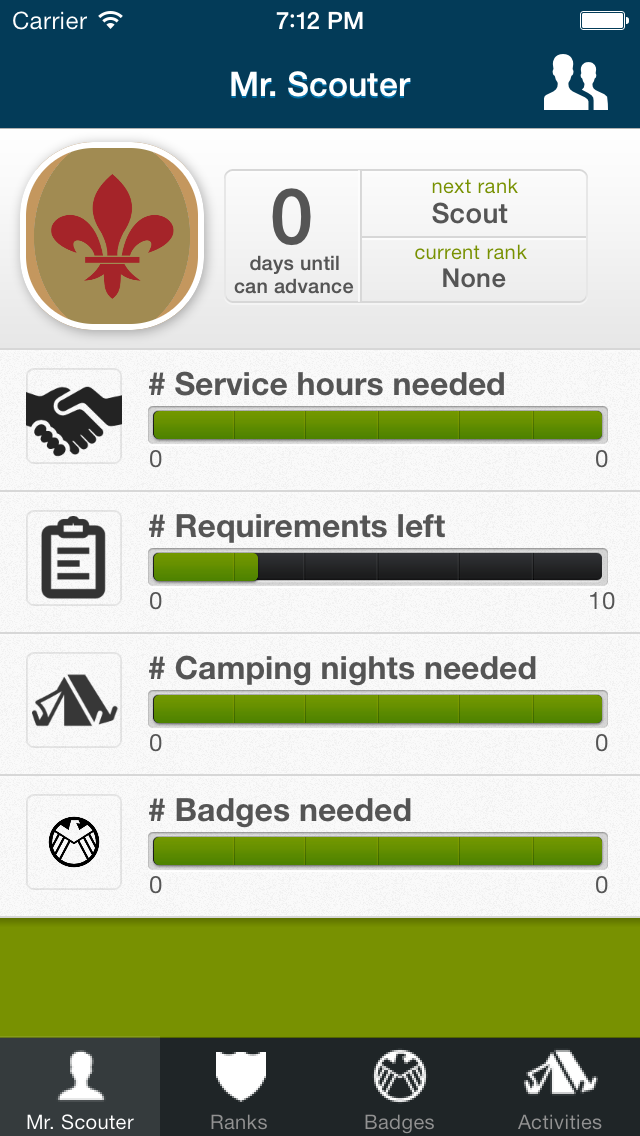 Carrier 7:12 PM
Mr. Scouter
0
days until
can advance
next rank
Scout
current rank
None
# Service hours needed
0 0
# Requirements left
0 10
# Camping nights needed
0 0
# Badges needed
0 0
Mr. Scouter Ranks Badges Activities